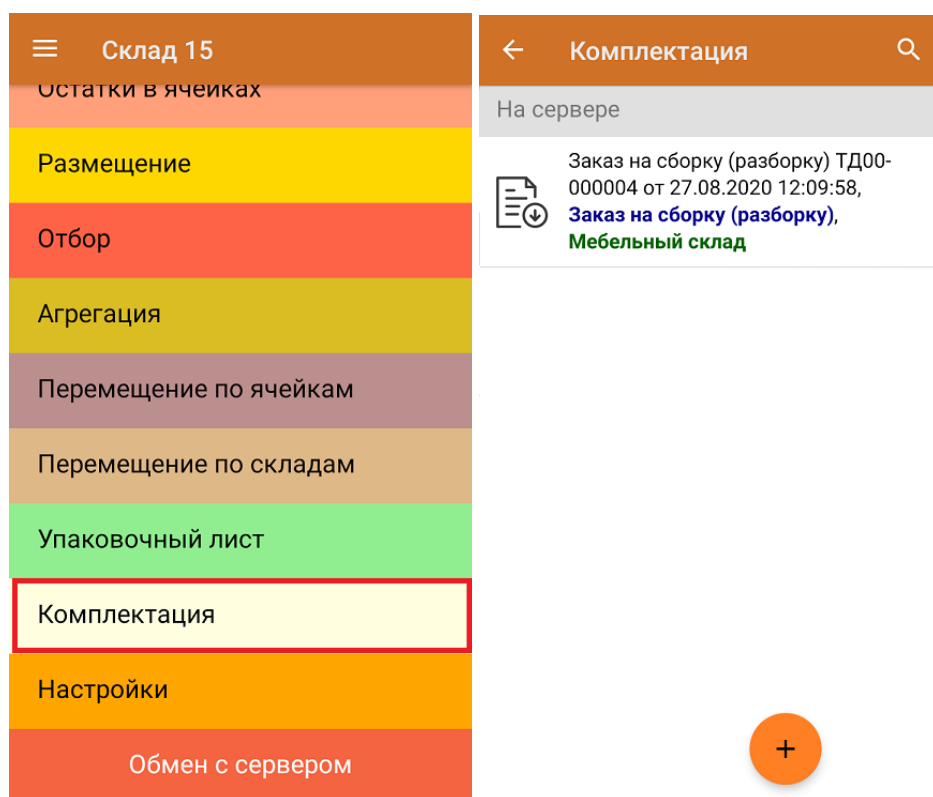 Склад 15
Остатки в ячейках
Размещение
Отбор
Агрегация
Перемещение по ячейкам
Перемещение по складам
Упаковочный лист
Комплектация
Настройки
Обмен с сервером
Комплектация
На сервере
Заказ на сборку (разборку) ТД00-
000004 от 27.08.2020 12:09:58,
Заказ на сборку (разборку),
Мебельный склад
+